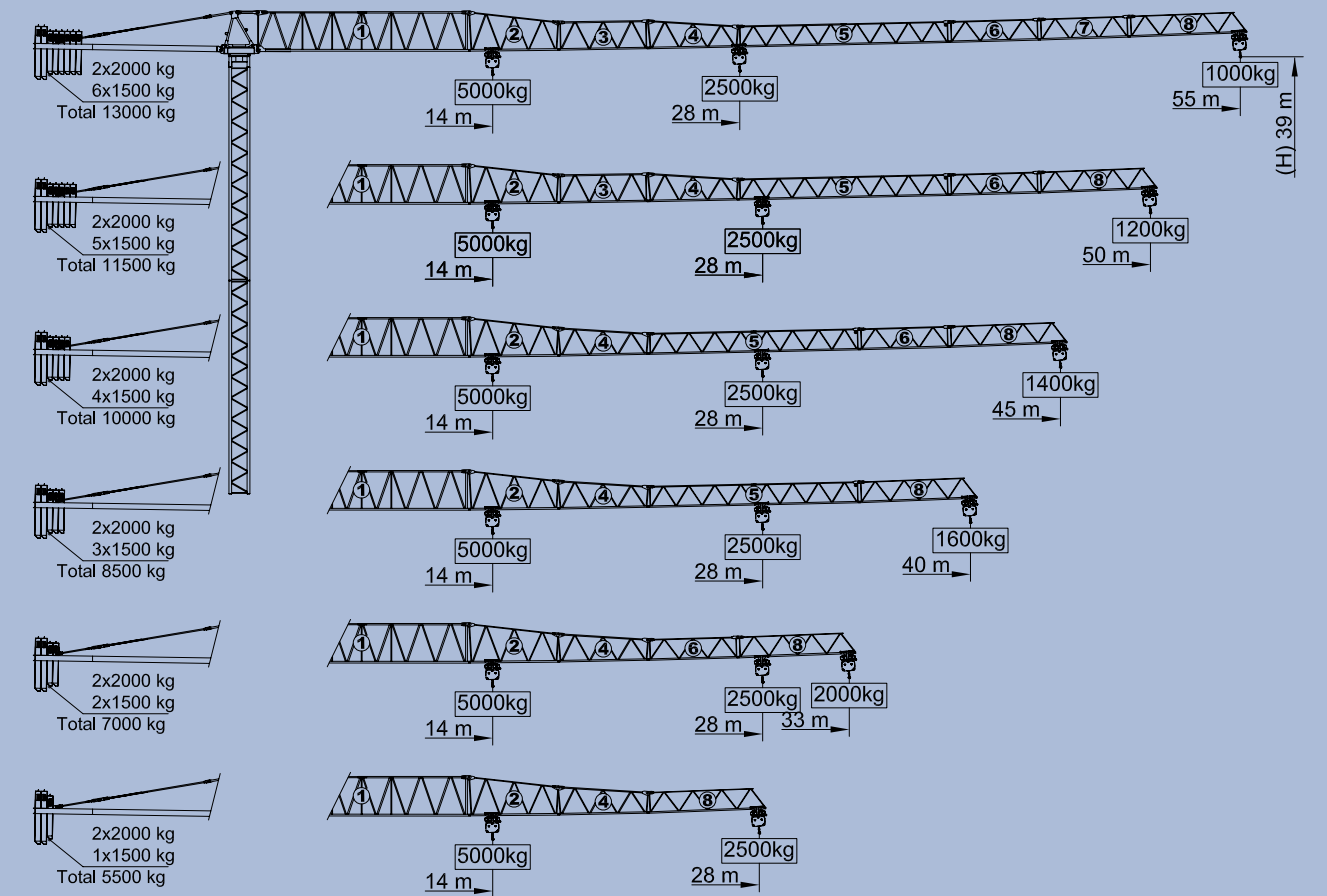 ① ② ③ ④ ⑤ ⑥ ⑦ ⑧
2x2000 kg
6x1500 kg
Total 13000 kg
5000kg 2500kg 1000kg
14 m 28 m 55 m
(H) 39 m
① ② ③ ④ ⑤ ⑥ ⑧
2x2000 kg
5x1500 kg
Total 11500 kg
5000kg 2500kg 1200kg
14 m 28 m 50 m
① ② ④ ⑤ ⑥ ⑧
2x2000 kg
4x1500 kg
Total 10000 kg
5000kg 2500kg 1400kg
14 m 28 m 45 m
① ② ④ ⑤ ⑧
2x2000 kg
3x1500 kg
Total 8500 kg
5000kg 2500kg 1600kg
14 m 28 m 40 m
① ② ④ ⑥ ⑧
2x2000 kg
2x1500 kg
Total 7000 kg
5000kg 2500kg 2000kg
14 m 28 m 33 m
① ② ④ ⑧
2x2000 kg
1x1500 kg
Total 5500 kg
5000kg 2500kg
14 m 28 m